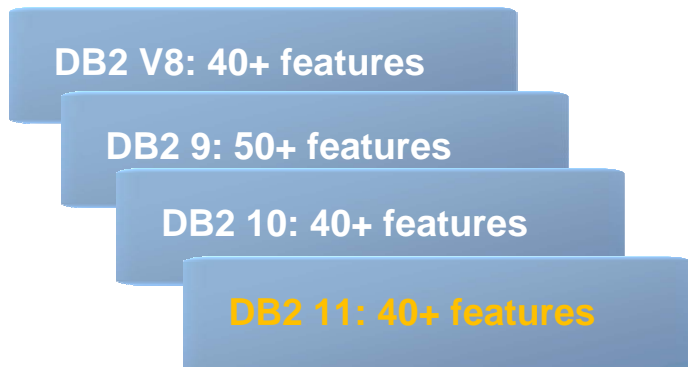 DB2 V8: 40+ features
DB2 9: 50+ features
DB2 10: 40+ features
DB2 11: 40+ features